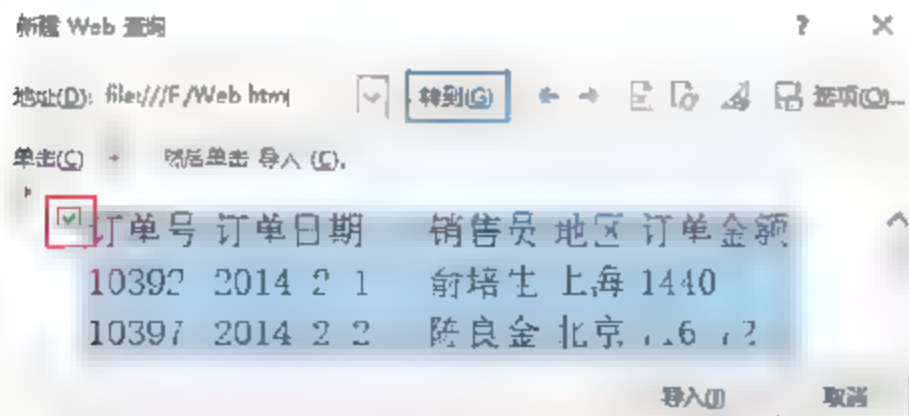 新建 Web 查询
地址(D): file:///F/Web htm 转到(G) 选项(O)...
单击(C) 然后单击 导入 (C).
订单号 订单日期 销售员 地区 订单金额
10392 2014 2 1 培生 上海 1440
10397 2014 2 2 陈良金 北京
导入(I) 取消